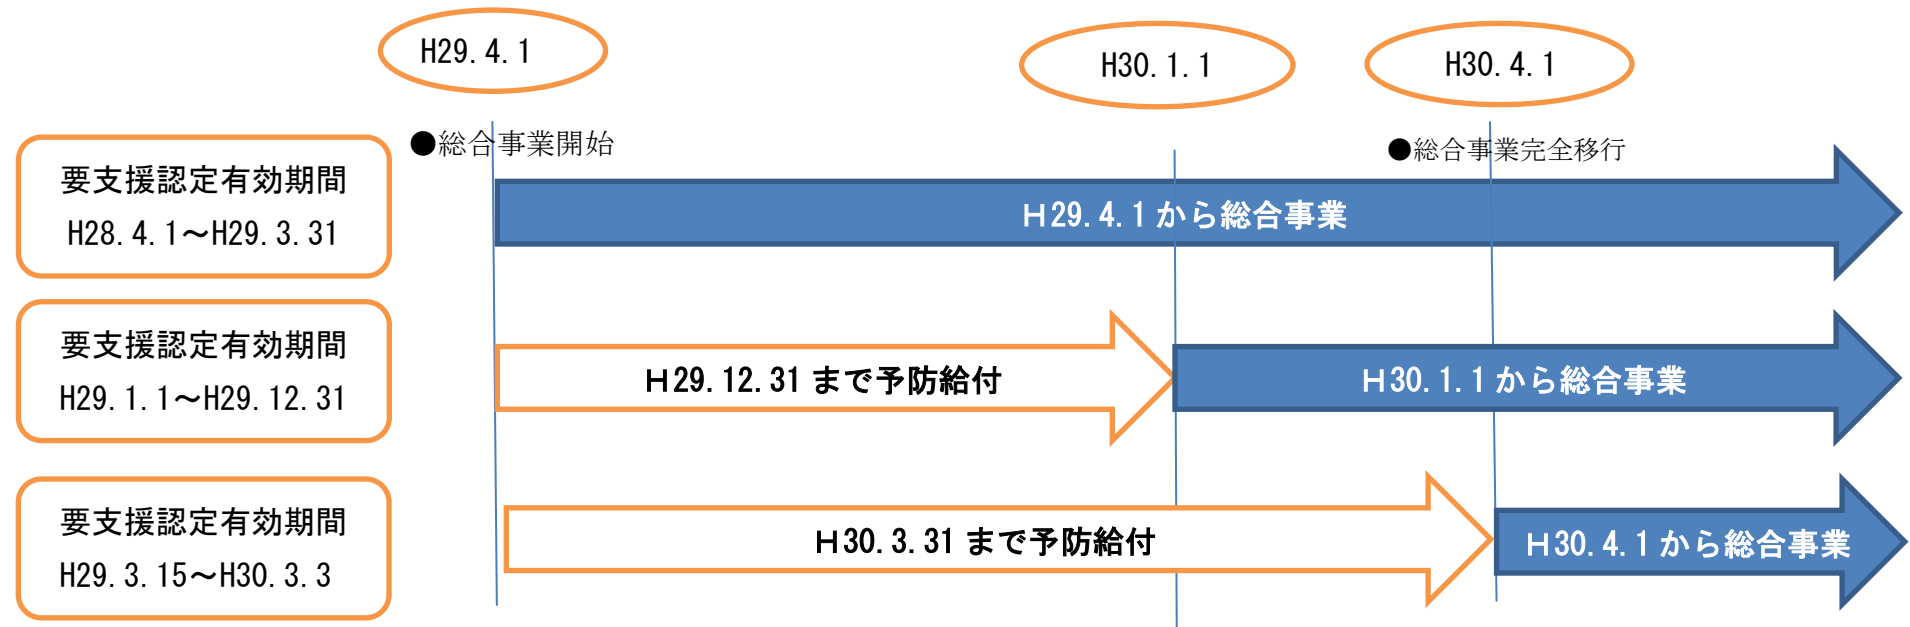 H29.4.1
H30.1.1
H30.4.1
●総合事業開始
●総合事業完全移行
要支援認定有効期間
H28.4.1～H29.3.31
H29.4.1から総合事業
要支援認定有効期間
H29.1.1～H29.12.31
H29.12.31まで予防給付
H30.1.1から総合事業
要支援認定有効期間
H29.3.15～H30.3.3
H30.3.31まで予防給付
H30.4.1から総合事業